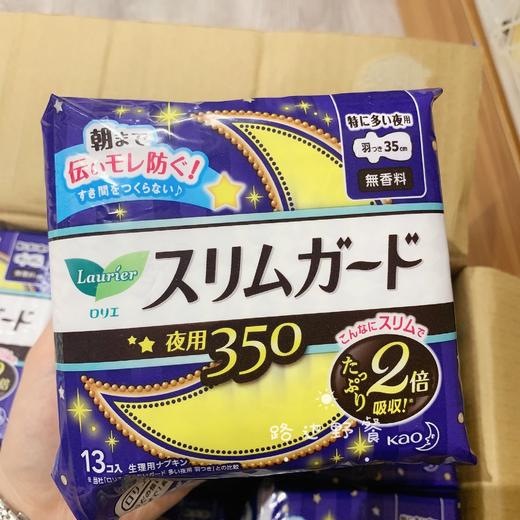 朝まで
伝いモレ防ぐ!
すき間をつくらない♪
特に多い夜用
羽つき35cm
無香料
Laurier
ロリエ
スリムガード
夜用350
こんなにスリムで
たっぷり
2倍
吸収!
13コ入 生理用ナプキン
路边野餐
Kao